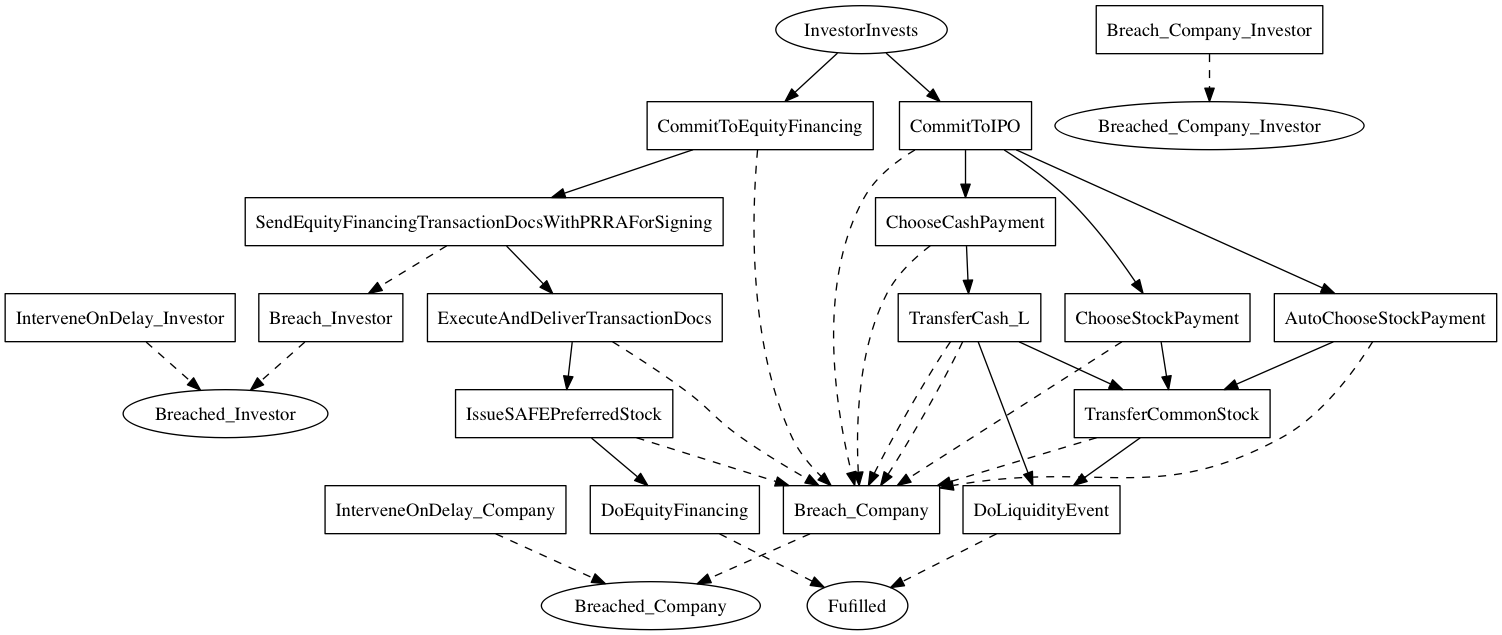 InvestorInvests
Breach_Company_Investor
CommitToEquityFinancing
CommitToIPO
Breached_Company_Investor
SendEquityFinancingTransactionDocsWithPRRAForSigning
ChooseCashPayment
InterveneOnDelay_Investor
Breach_Investor
ExecuteAndDeliverTransactionDocs
TransferCash_L
ChooseStockPayment
AutoChooseStockPayment
Breached_Investor
IssueSAFEPreferredStock
TransferCommonStock
InterveneOnDelay_Company
DoEquityFinancing
Breach_Company
DoLiquidityEvent
Breached_Company
Fufilled